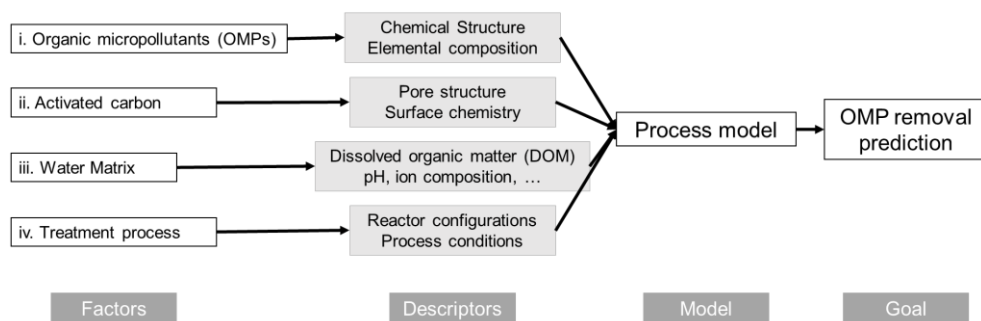 i. Organic micropollutants (OMPs)
Chemical Structure
Elemental composition
ii. Activated carbon
Pore structure
Surface chemistry
Process model
OMP removal
prediction
iii. Water Matrix
Dissolved organic matter (DOM)
pH, ion composition, …
iv. Treatment process
Reactor configurations
Process conditions
Factors
Descriptors
Model
Goal